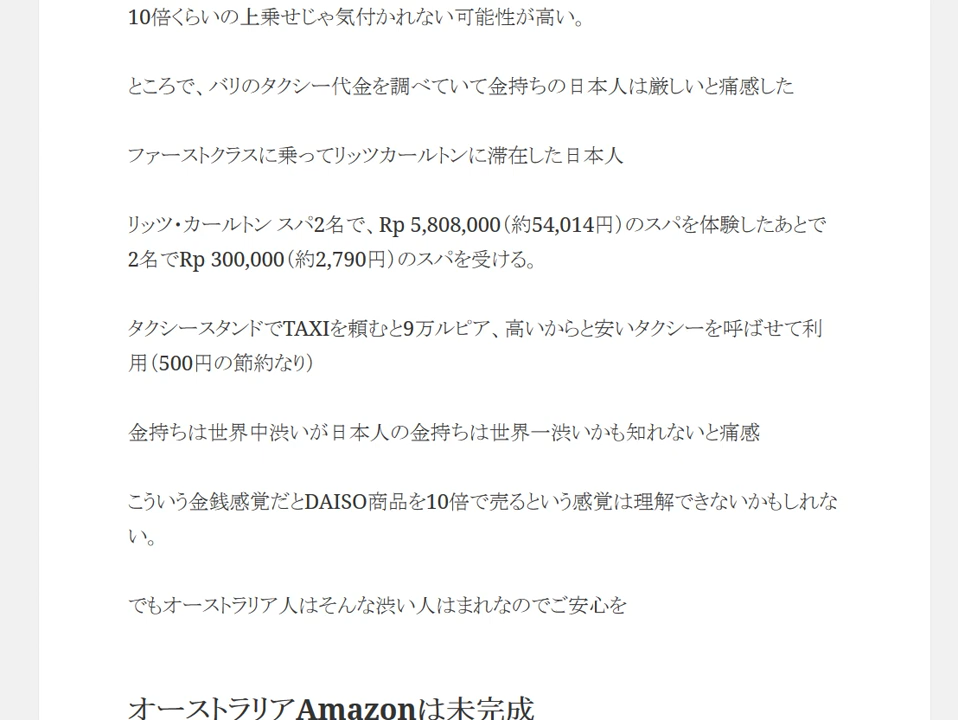 10倍くらいの上乗せじゃ気付かれない可能性が高い。
ところで、バリのタクシー代金を調べていて金持ちの日本人は厳しいと痛感した
ファーストクラスに乗ってリッツカールトンに滞在した日本人
リッツ・カールトン スパ2名で、Rp 5,808,000（約54,014円）のスパを体験したあとで
2名でRp 300,000（約2,790円）のスパを受ける。
タクシースタンドでTAXIを頼むと9万ルピア、高いからと安いタクシーを呼ばせて利
用（500円の節約なり）
金持ちは世界中渋いが日本人の金持ちは世界一渋いかも知れないと痛感
こういう金銭感覚だとDAISO商品を10倍で売るという感覚は理解できないかもしれな
い。
でもオーストラリア人はそんな渋い人はまれなのでご安心を
オーストラリアAmazonは未完成